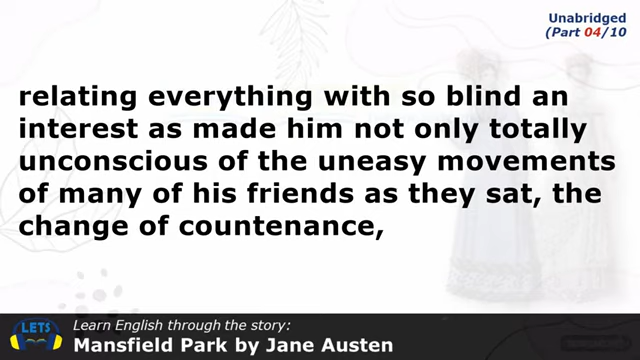 Unabridged
(Part 04/10
relating everything with so blind an
interest as made him not only totally
unconscious of the uneasy movements
of many of his friends as they sat, the
change of countenance,
LETS
Learn English through the story:
Mansfield Park by Jane Austen